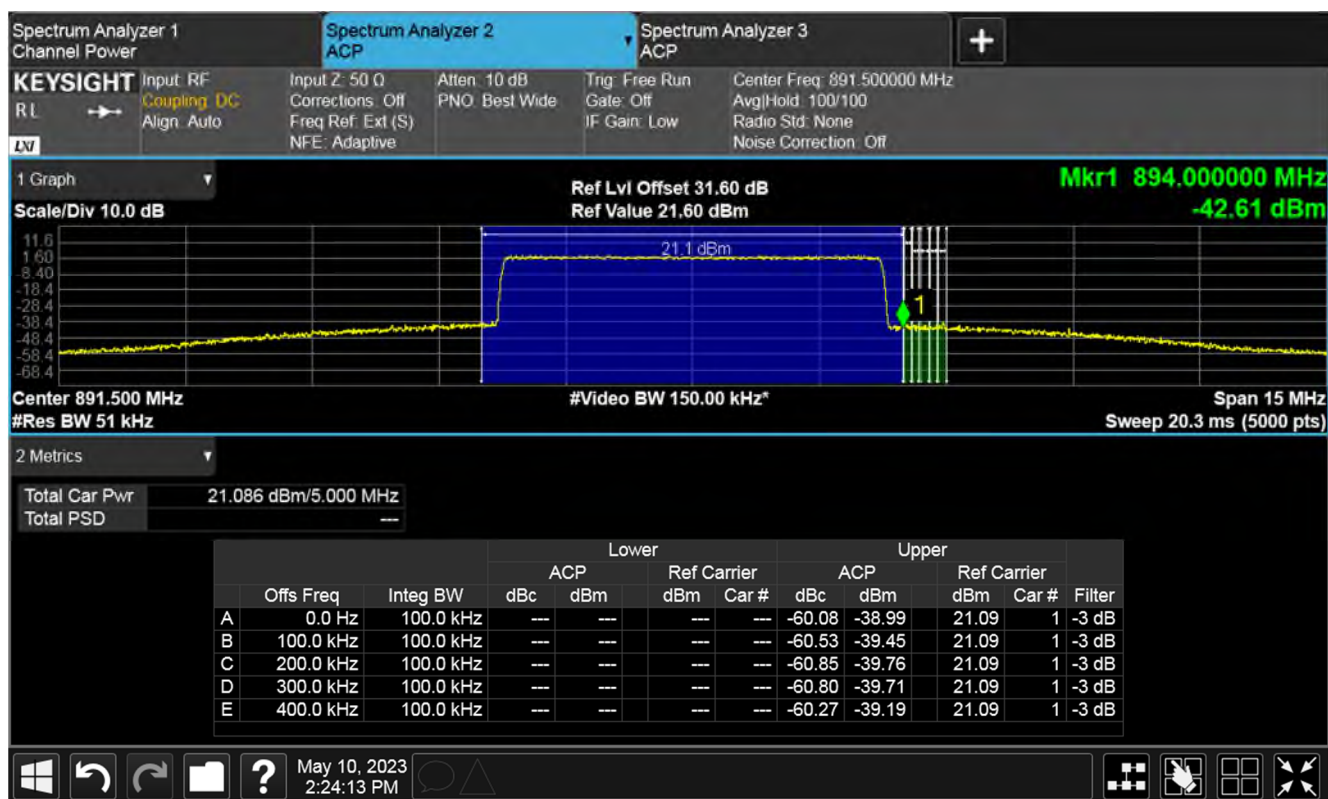 Spectrum Analyzer 1
Channel Power
Spectrum Analyzer 2
ACP
Spectrum Analyzer 3
ACP
KEYSIGHT
RL
LXI
Input: RF
Coupling: DC
Align: Auto
Input Z: 50 Ω
Corrections: Off
Freq Ref: Ext (S)
NFE: Adaptive
Atten: 10 dB
PNO: Best Wide
Trig: Free Run
Gate: Off
IF Gain: Low
Center Freq: 891.500000 MHz
Avg|Hold: 100/100
Radio Std: None
Noise Correction: Off
1 Graph
Scale/Div 10.0 dB
Ref Lvl Offset 31.60 dB
Ref Value 21.60 dBm
Mkr1 894.000000 MHz
-42.61 dBm
11.6
1.60
-8.40
-18.4
-28.4
-38.4
-48.4
-58.4
-68.4
21.1 dBm
1
Center 891.500 MHz
#Res BW 51 kHz
#Video BW 150.00 kHz*
Span 15 MHz
Sweep 20.3 ms (5000 pts)
2 Metrics
Total Car Pwr 21.086 dBm/5.000 MHz
Total PSD ---
Lower Upper
ACP Ref Carrier ACP Ref Carrier
Offs Freq Integ BW dBc dBm dBm Car # dBc dBm dBm Car # Filter
A 0.0 Hz 100.0 kHz --- --- --- --- -60.08 -38.99 21.09 1 -3 dB
B 100.0 kHz 100.0 kHz --- --- --- --- -60.53 -39.45 21.09 1 -3 dB
C 200.0 kHz 100.0 kHz --- --- --- --- -60.85 -39.76 21.09 1 -3 dB
D 300.0 kHz 100.0 kHz --- --- --- --- -60.80 -39.71 21.09 1 -3 dB
E 400.0 kHz 100.0 kHz --- --- --- --- -60.27 -39.19 21.09 1 -3 dB
May 10, 2023
2:24:13 PM